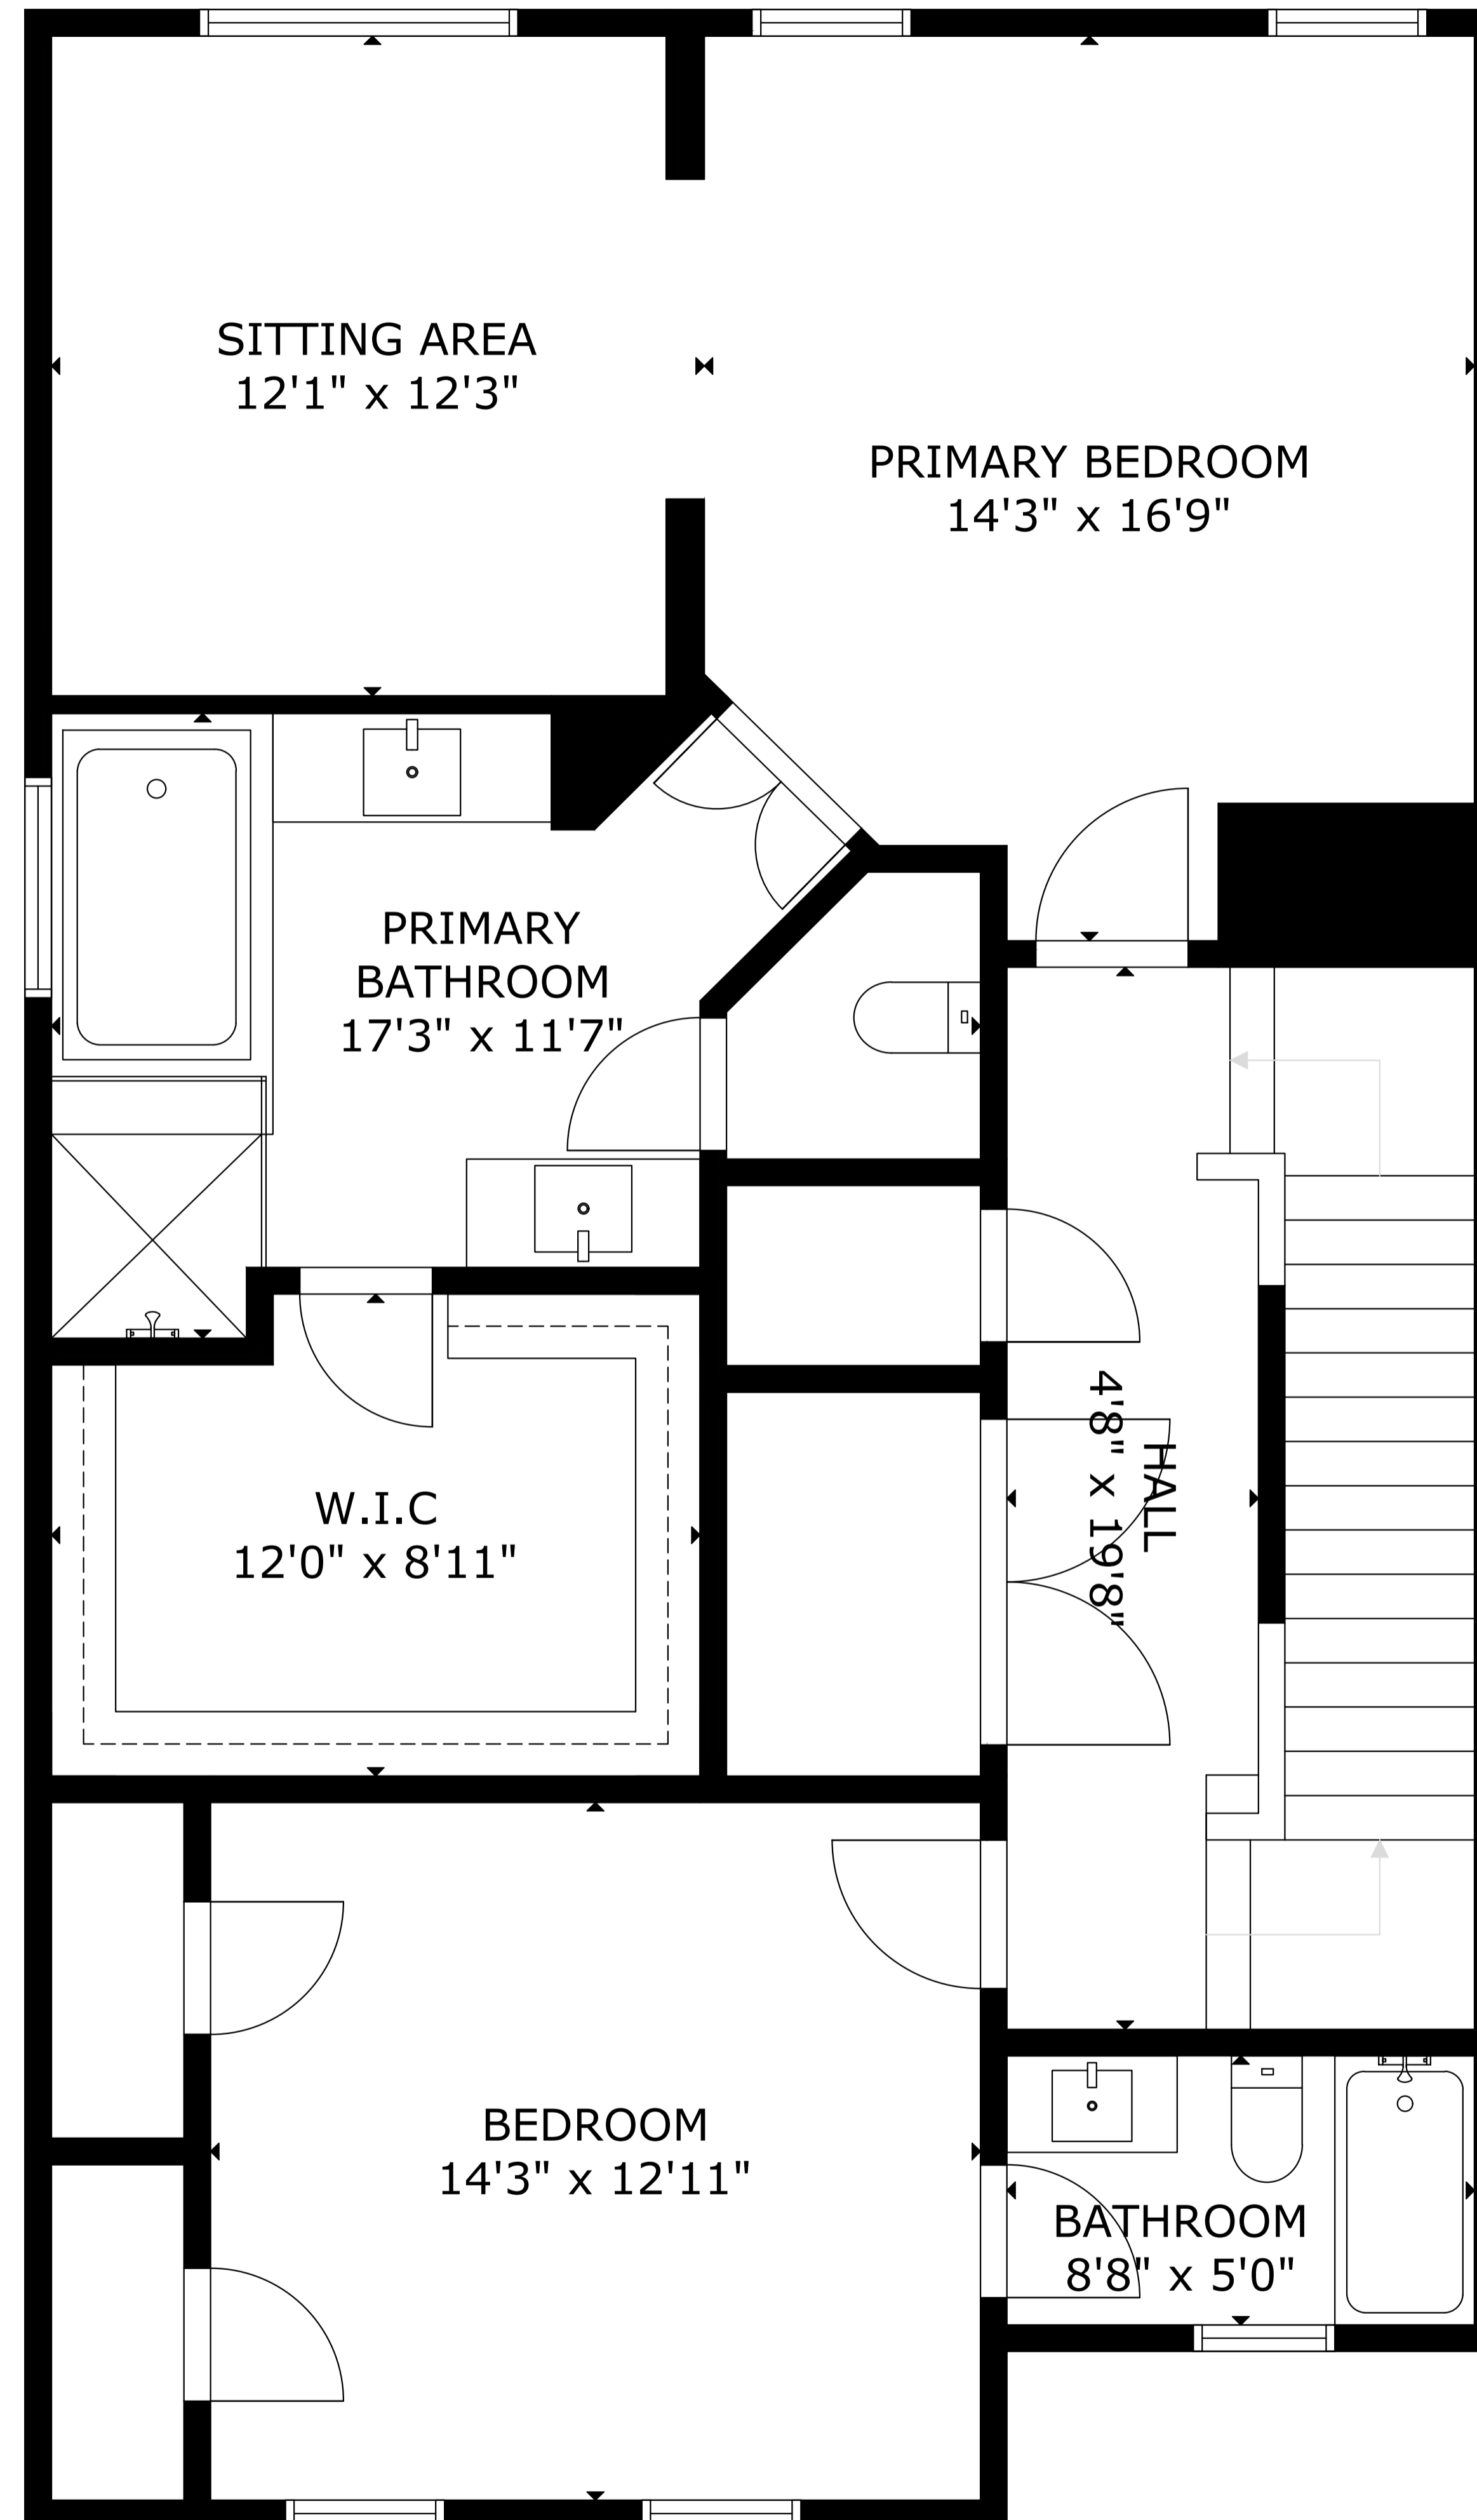 SITTING AREA
12'1" x 12'3"
PRIMARY BEDROOM
14'3" x 16'9"
PRIMARY
BATHROOM
17'3" x 11'7"
HALL
4'8" x 19'8"
W.I.C
12'0" x 8'11"
BEDROOM
14'3" x 12'11"
BATHROOM
8'8" x 5'0"